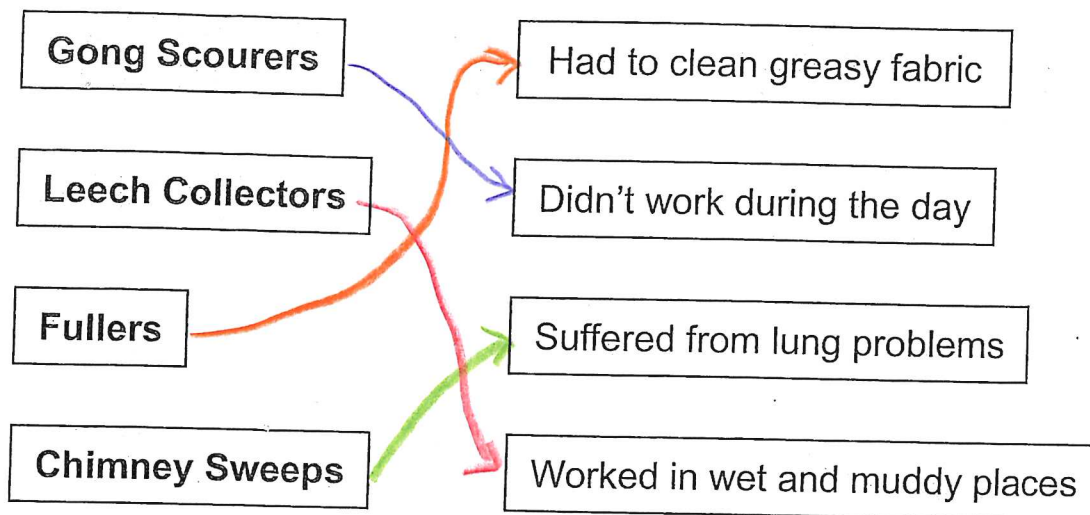 Gong Scourers
Had to clean greasy fabric
Leech Collectors
Didn't work during the day
Fullers
Suffered from lung problems
Chimney Sweeps
Worked in wet and muddy places